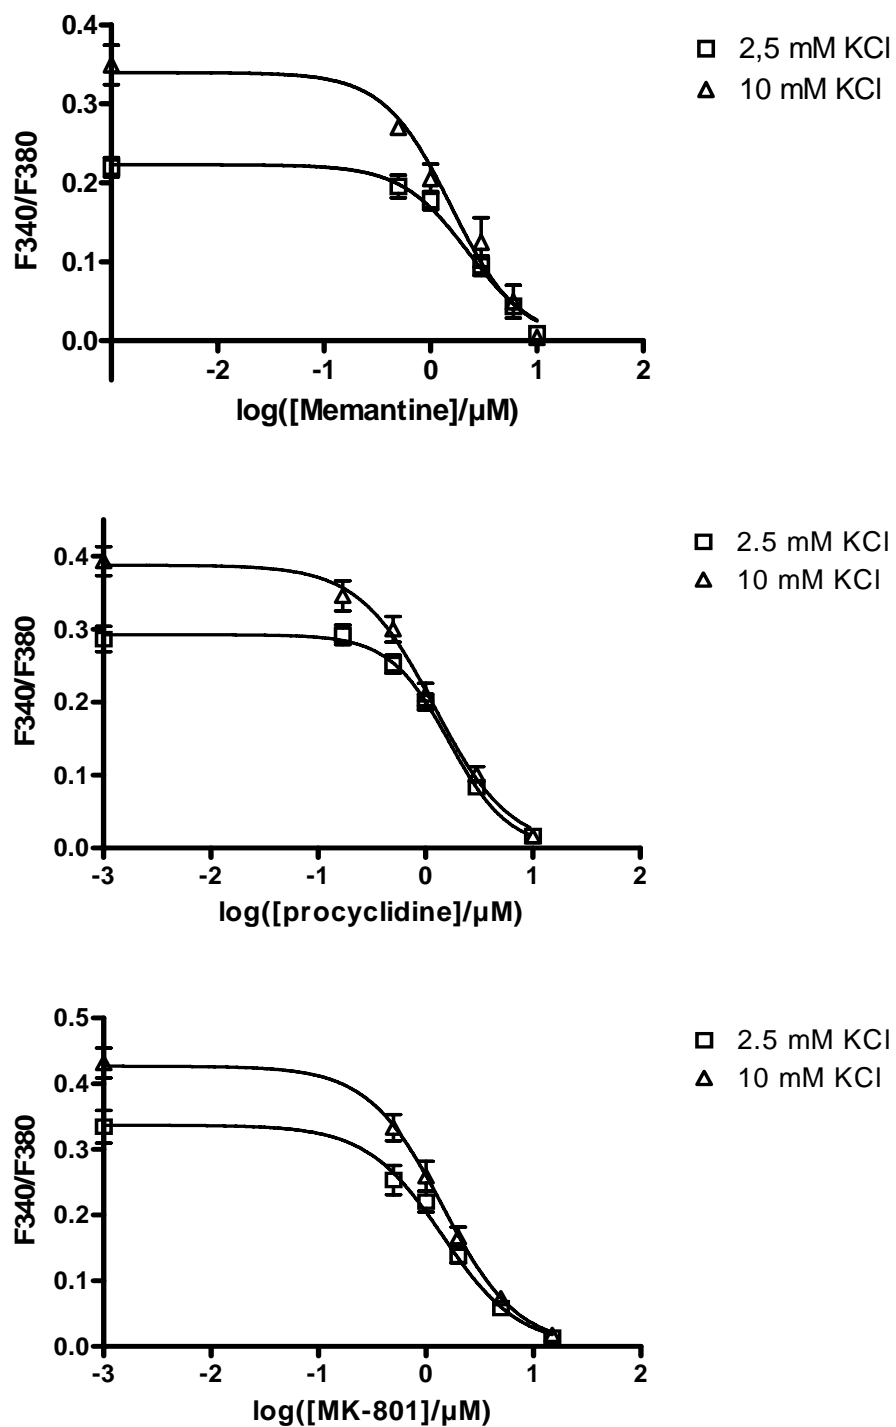 0.4
0.3
0.2
0.1
0.0
F340/F380
-2
-1
0
1
2
log([Memantine]/µM)
2,5 mM KCl
10 mM KCl
0.4
0.3
0.2
0.1
0.0
F340/F380
-3
-2
-1
0
1
2
log([procyclidine]/µM)
2.5 mM KCl
10 mM KCl
0.5
0.4
0.3
0.2
0.1
0.0
F340/F380
-3
-2
-1
0
1
2
log([MK-801]/µM)
2.5 mM KCl
10 mM KCl